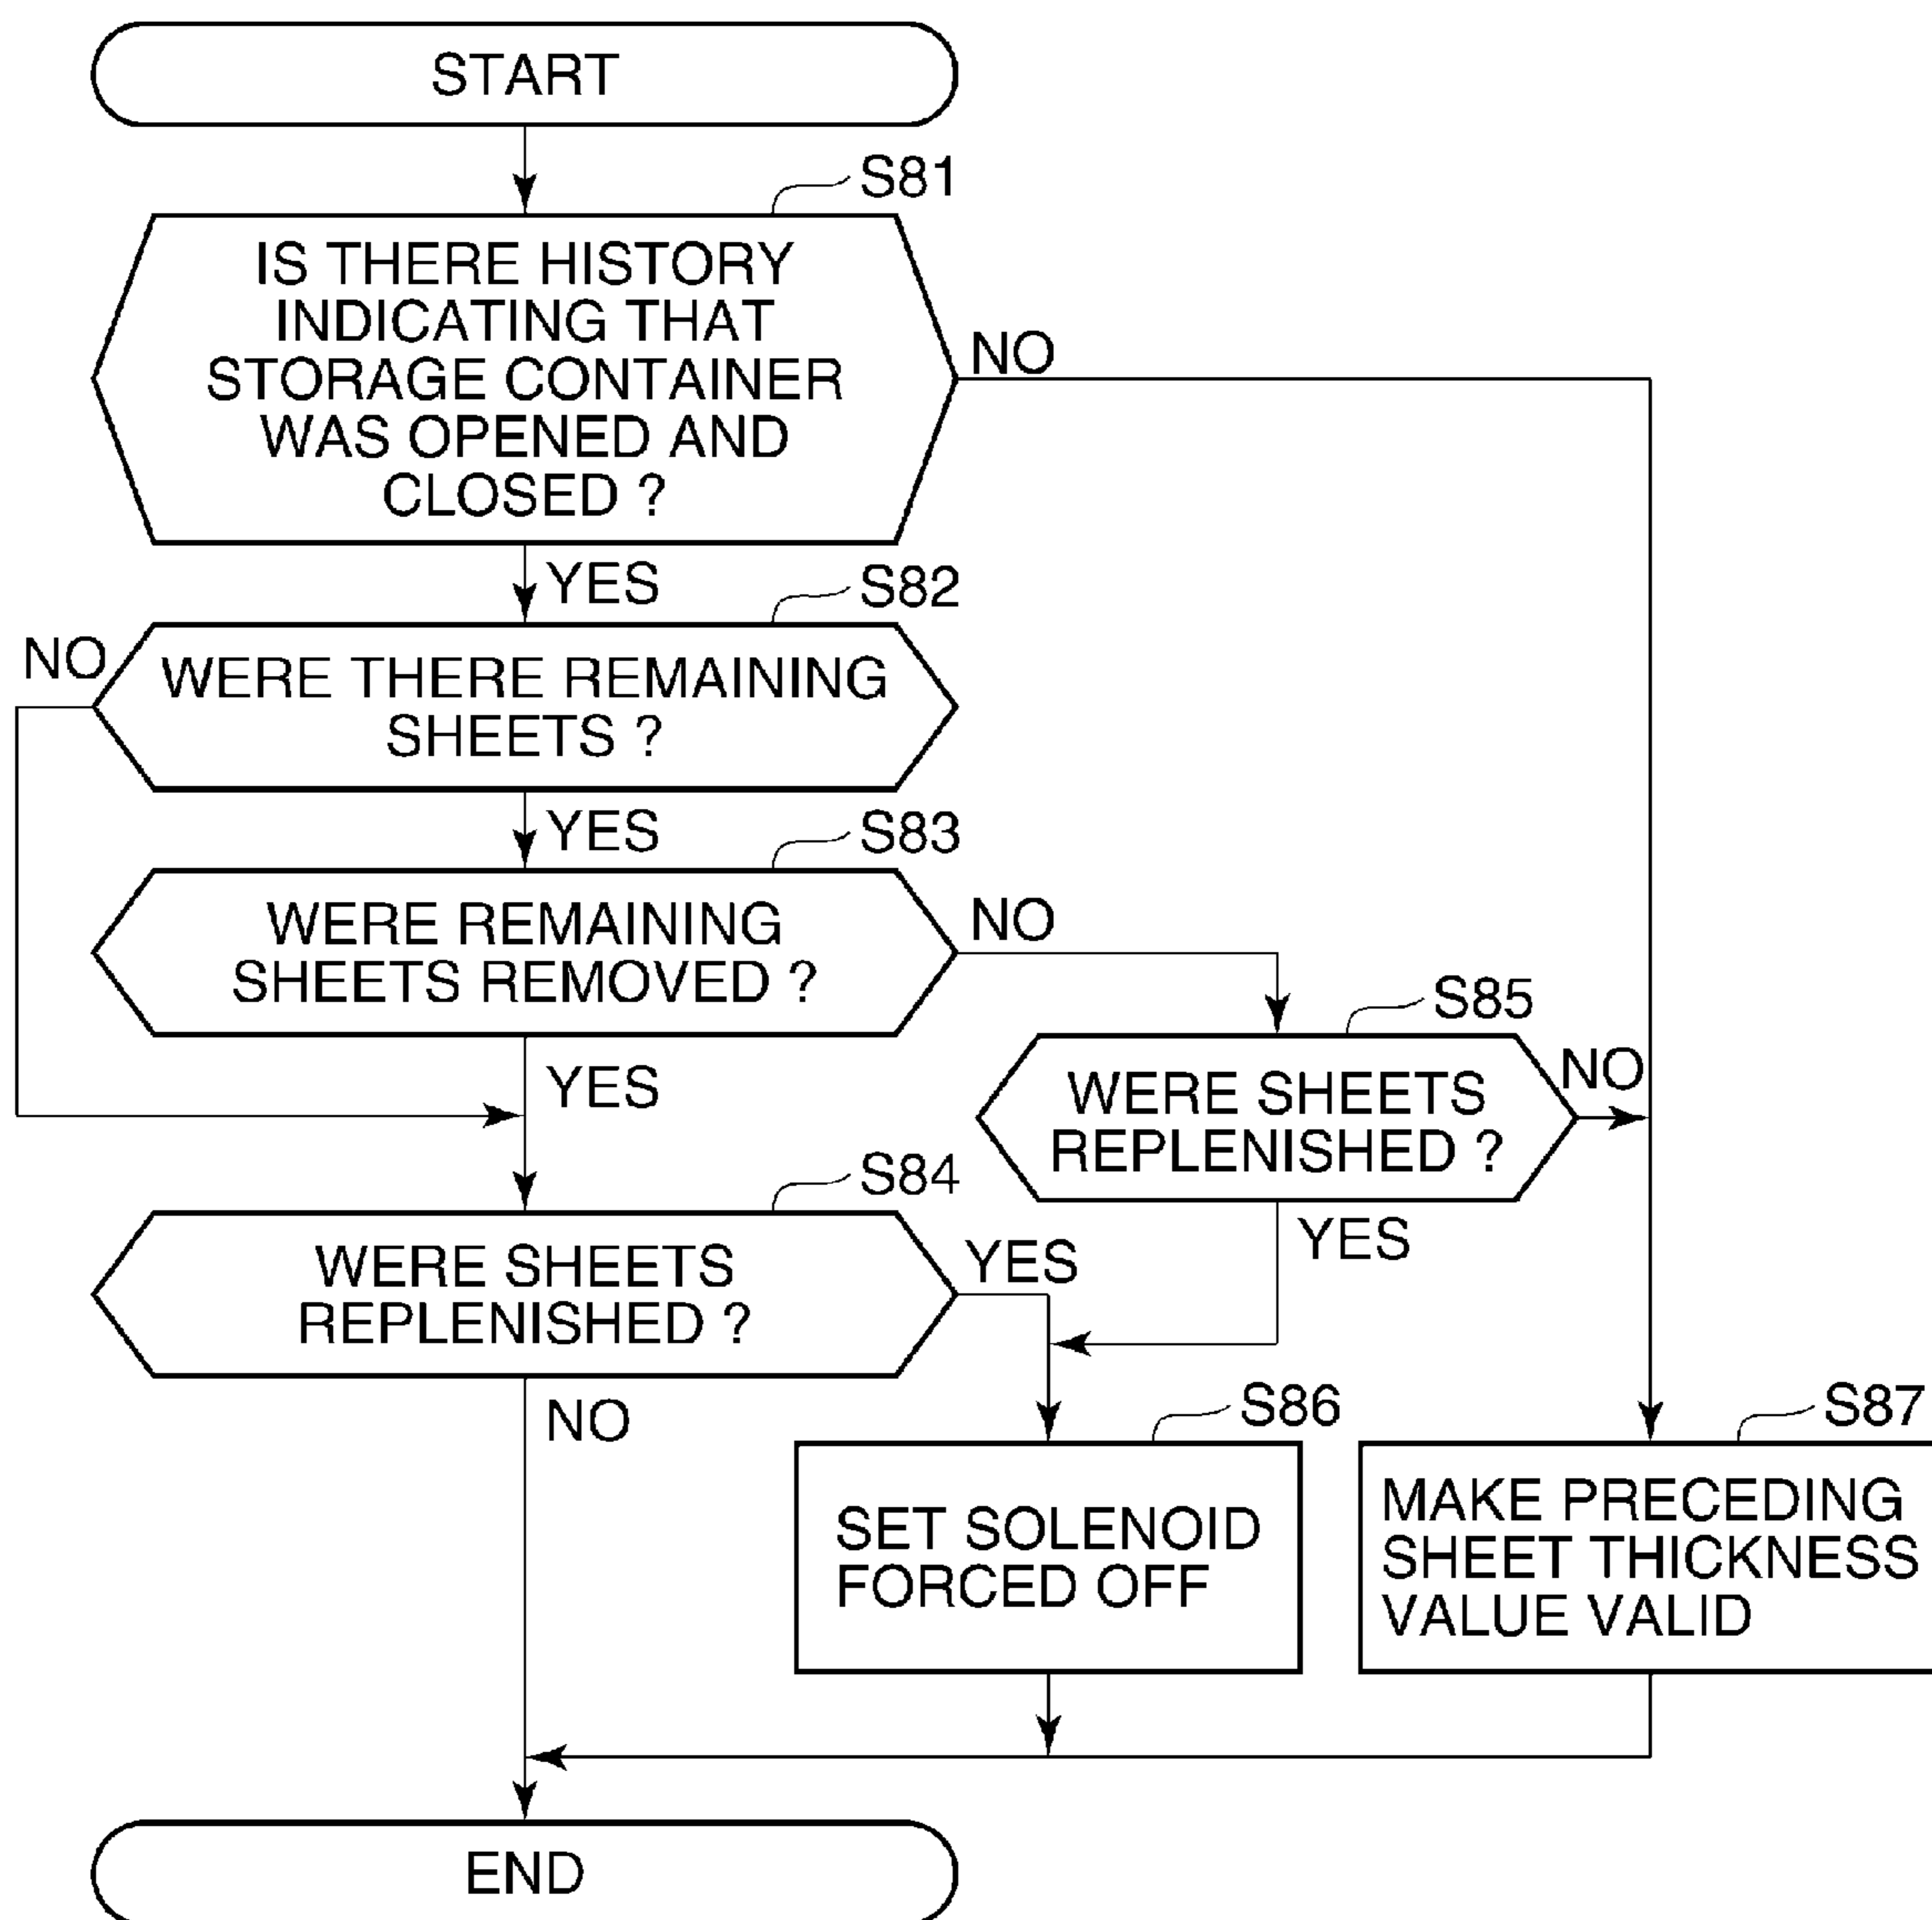 START
S81
IS THERE HISTORY
INDICATING THAT
STORAGE CONTAINER
WAS OPENED AND
CLOSED ?
NO
YES
S82
NO
WERE THERE REMAINING
SHEETS ?
YES
S83
WERE REMAINING
SHEETS REMOVED ?
NO
YES
S85
WERE SHEETS
REPLENISHED ?
NO
YES
S84
WERE SHEETS
REPLENISHED ?
YES
NO
S86
SET SOLENOID
FORCED OFF
S87
MAKE PRECEDING
SHEET THICKNESS
VALUE VALID
END